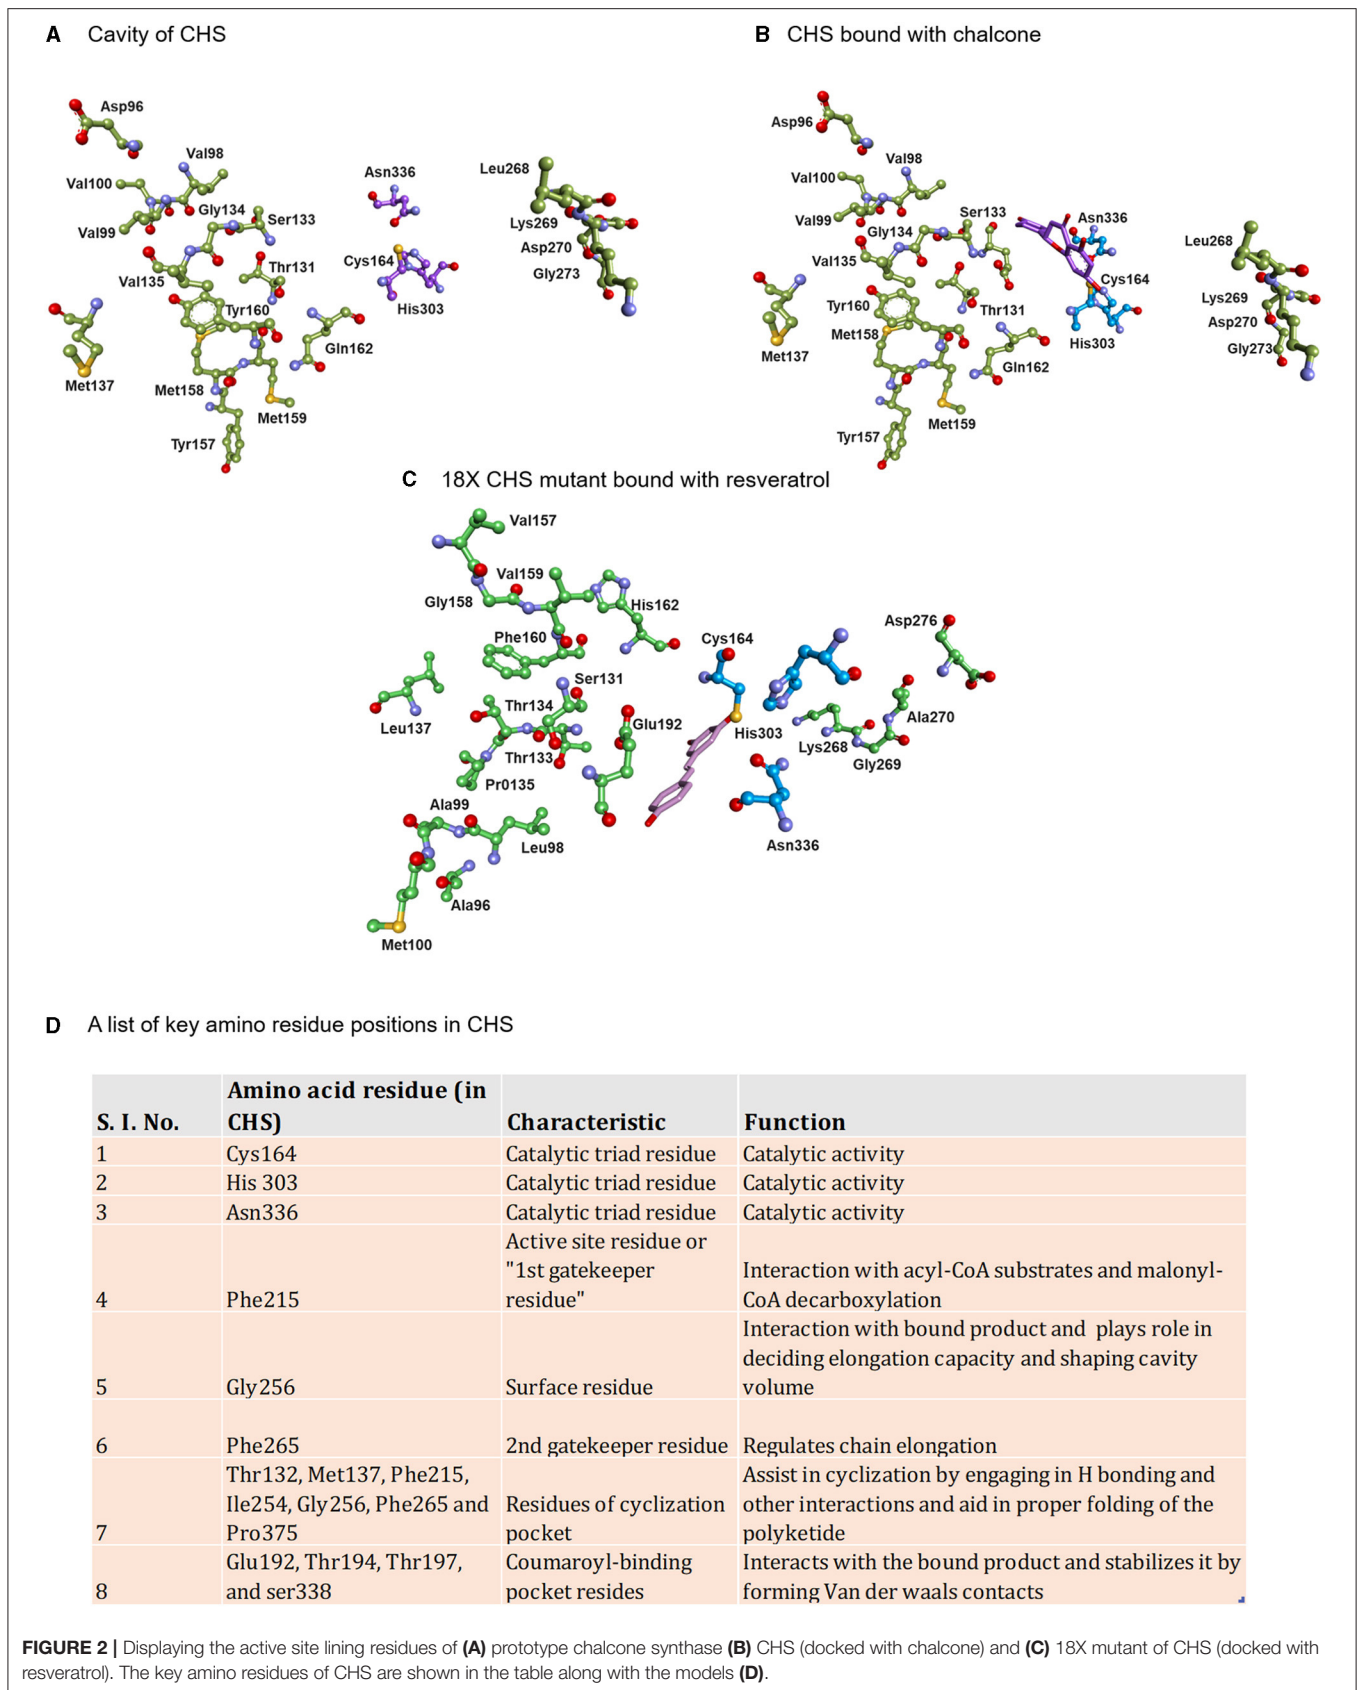 A Cavity of CHS
Asp96
Val98
Val100
Gly134
Ser133
Val99
Val135
Thr131
Tyr160
Gln162
Met137
Met158
Met159
Tyr157
Asn336
Cys164
His303
Leu268
Lys269
Asp270
Gly273
B CHS bound with chalcone
Asp96
Val98
Val100
Val99
Ser133
Gly134
Val135
Tyr160
Thr131
Met158
Met137
Gln162
Met159
Tyr157
Asn336
Cys164
His303
Leu268
Lys269
Asp270
Gly273
C 18X CHS mutant bound with resveratrol
Val157
Val159
Gly158
His162
Phe160
Cys164
Asp276
Ser131
Thr134
Leu137
Glu192
Ala270
His303
Lys268
Thr133
Gly269
Pr0135
Ala99
Leu98
Asn336
Ala96
Met100
D A list of key amino residue positions in CHS
Amino acid residue (in
S. I. No. CHS) Characteristic Function
1 Cys164 Catalytic triad residue Catalytic activity
2 His 303 Catalytic triad residue Catalytic activity
3 Asn336 Catalytic triad residue Catalytic activity
Active site residue or
"1st gatekeeper Interaction with acyl-CoA substrates and malonyl-
4 Phe215 residue" CoA decarboxylation
Interaction with bound product and plays role in
deciding elongation capacity and shaping cavity
5 Gly256 Surface residue volume
6 Phe265 2nd gatekeeper residue Regulates chain elongation
Thr132, Met137, Phe215, Assist in cyclization by engaging in H bonding and
Ile254, Gly256, Phe265 and Residues of cyclization other interactions and aid in proper folding of the
7 Pro375 pocket polyketide
Glu192, Thr194, Thr197, Coumaroyl-binding Interacts with the bound product and stabilizes it by
8 and ser338 pocket resides forming Van der waals contacts
FIGURE 2 | Displaying the active site lining residues of (A) prototype chalcone synthase (B) CHS (docked with chalcone) and (C) 18X mutant of CHS (docked with
resveratrol). The key amino residues of CHS are shown in the table along with the models (D).